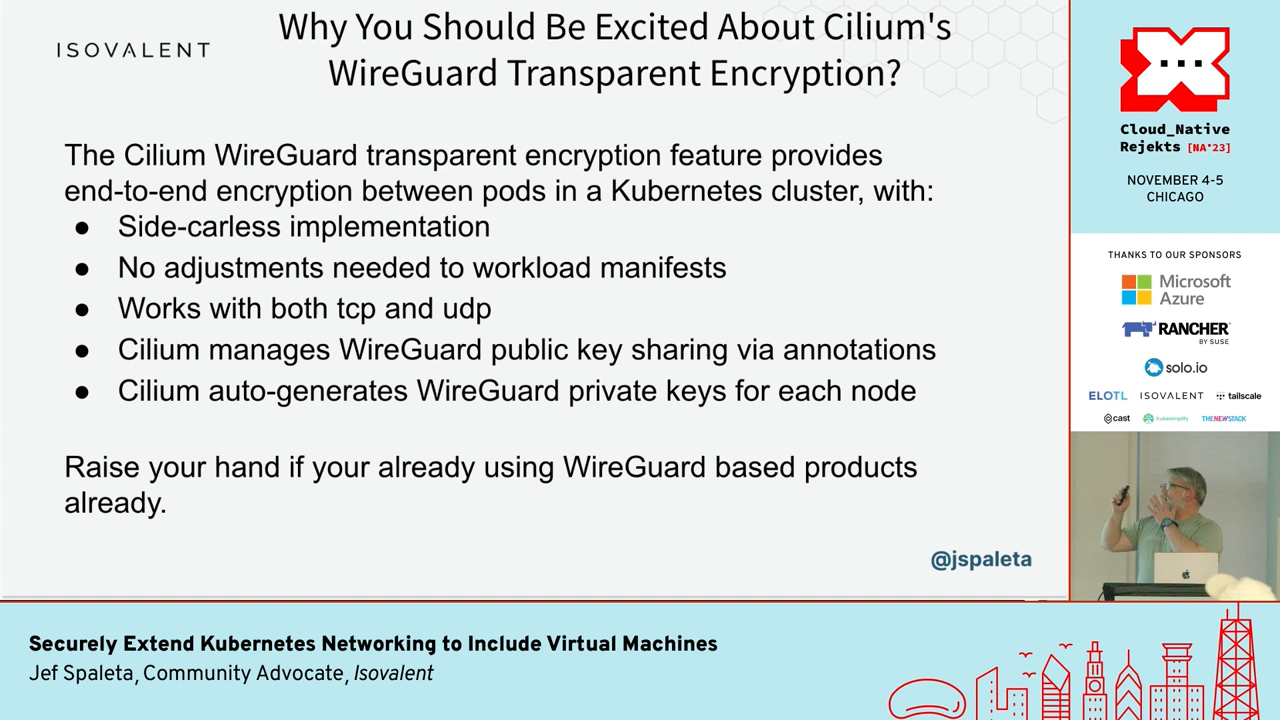 ISOVALENT
Why You Should Be Excited About Cilium's
WireGuard Transparent Encryption?
The Cilium WireGuard transparent encryption feature provides
end-to-end encryption between pods in a Kubernetes cluster, with:
● Side-carless implementation
● No adjustments needed to workload manifests
● Works with both tcp and udp
● Cilium manages WireGuard public key sharing via annotations
● Cilium auto-generates WireGuard private keys for each node
Raise your hand if your already using WireGuard based products
already.
@jspaleta
Cloud_Native
Rejekts [NA'23]
NOVEMBER 4-5
CHICAGO
THANKS TO OUR SPONSORS
Microsoft
Azure
RANCHER
BY SUSE
solo.io
ELOTL ISOVALENT tailscale
cast kubesimplify THENEWSTACK
Securely Extend Kubernetes Networking to Include Virtual Machines
Jef Spaleta, Community Advocate, Isovalent